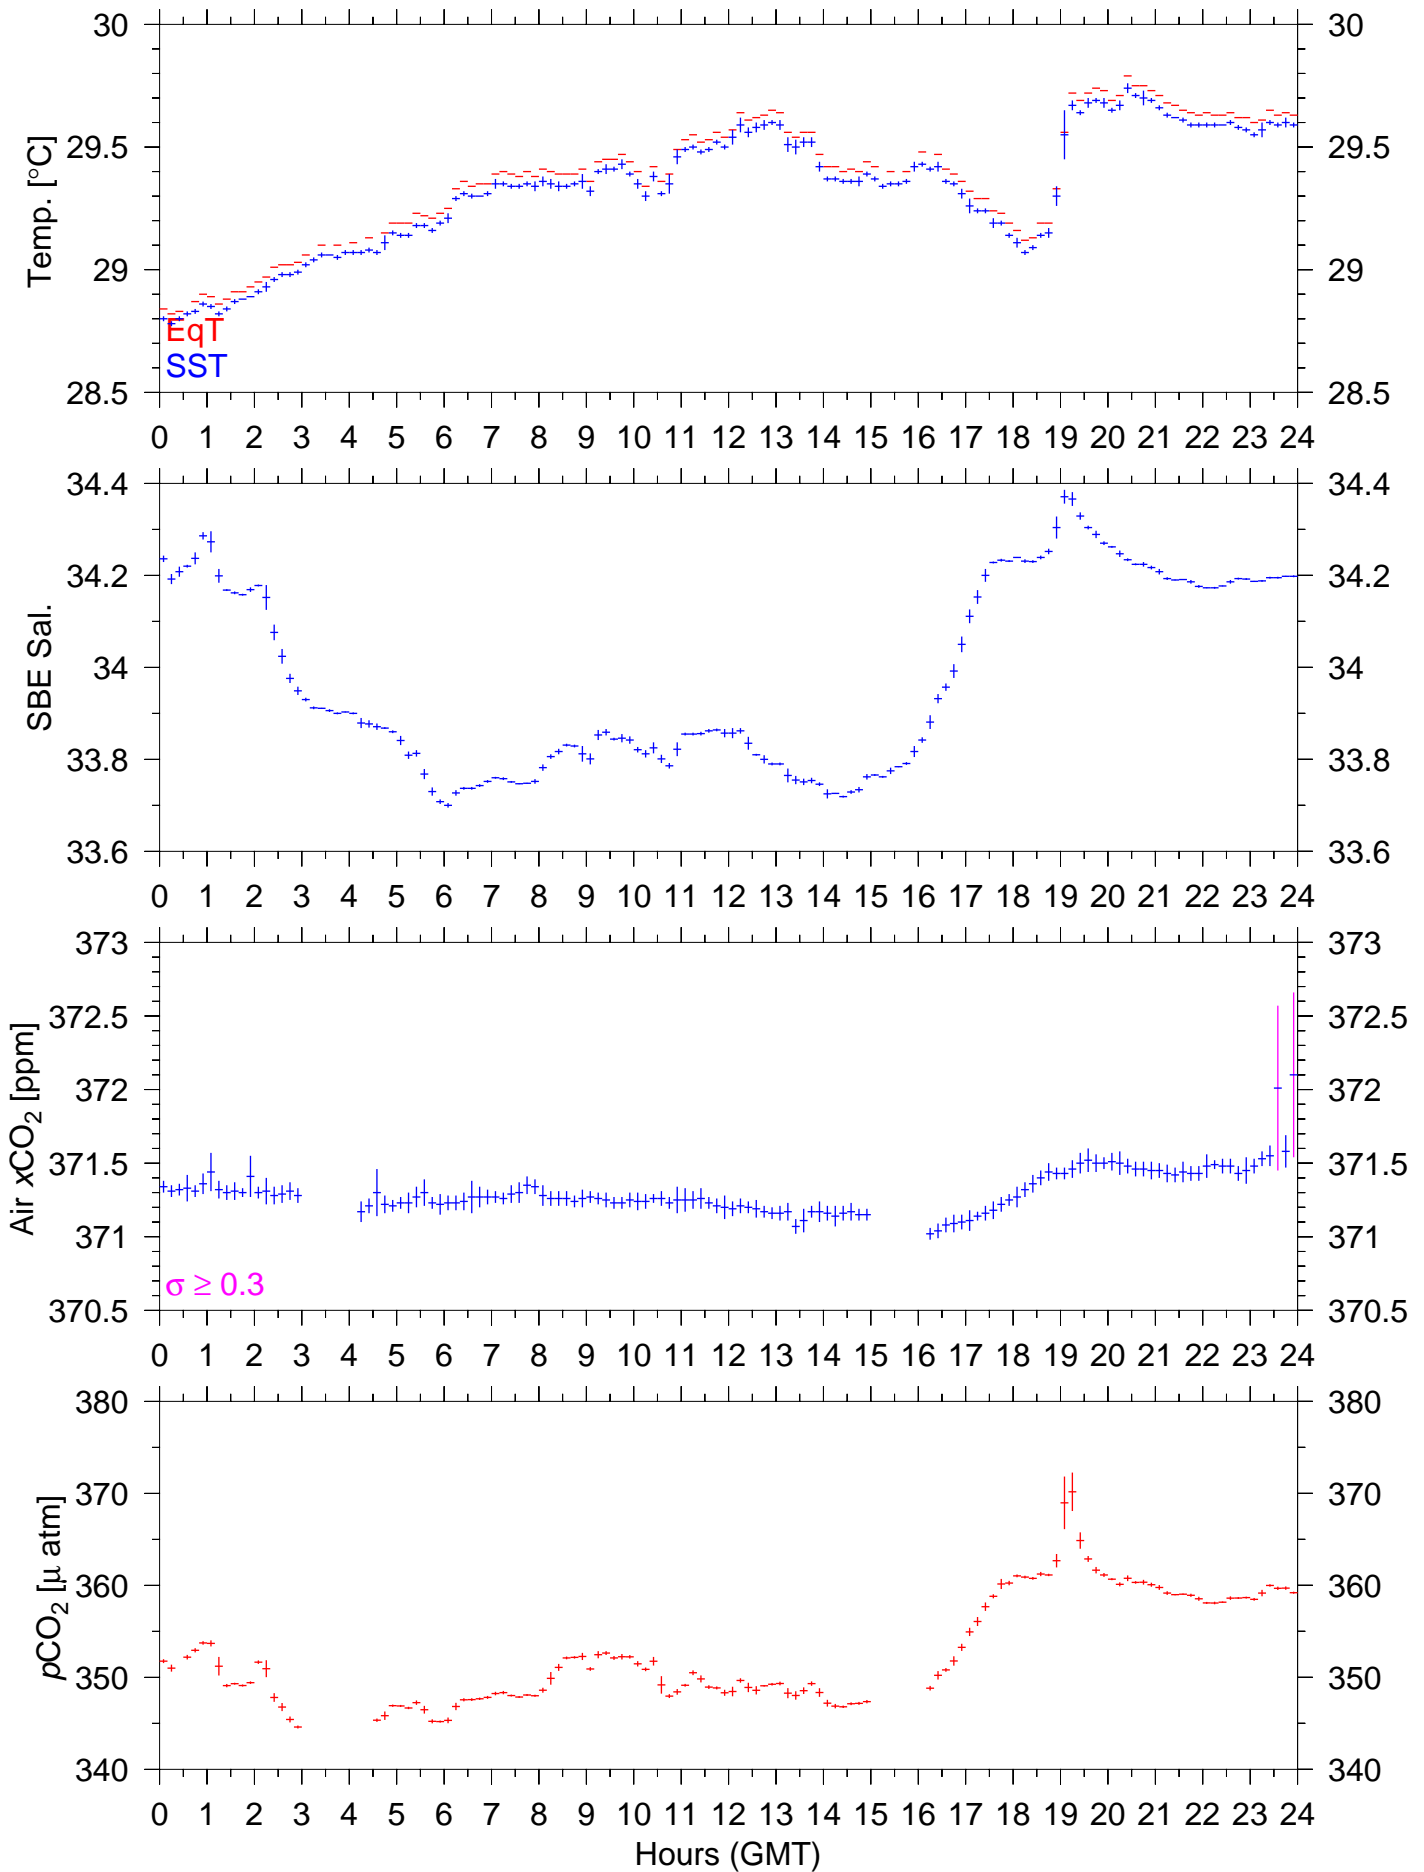 30 30
29.5 29.5
Temp. [°C]
29 29
EqT
SST
28.5 28.5
0 1 2 3 4 5 6 7 8 9 10 11 12 13 14 15 16 17 18 19 20 21 22 23 24
34.4 34.4
34.2 34.2
SBE Sal.
34 34
33.8 33.8
33.6 33.6
0 1 2 3 4 5 6 7 8 9 10 11 12 13 14 15 16 17 18 19 20 21 22 23 24
373 373
372.5 372.5
Air xCO₂ [ppm]
372 372
371.5 371.5
371 371
σ ≥ 0.3
370.5 370.5
0 1 2 3 4 5 6 7 8 9 10 11 12 13 14 15 16 17 18 19 20 21 22 23 24
380 380
370 370
pCO₂ [μ atm]
360 360
350 350
340 340
0 1 2 3 4 5 6 7 8 9 10 11 12 13 14 15 16 17 18 19 20 21 22 23 24
Hours (GMT)